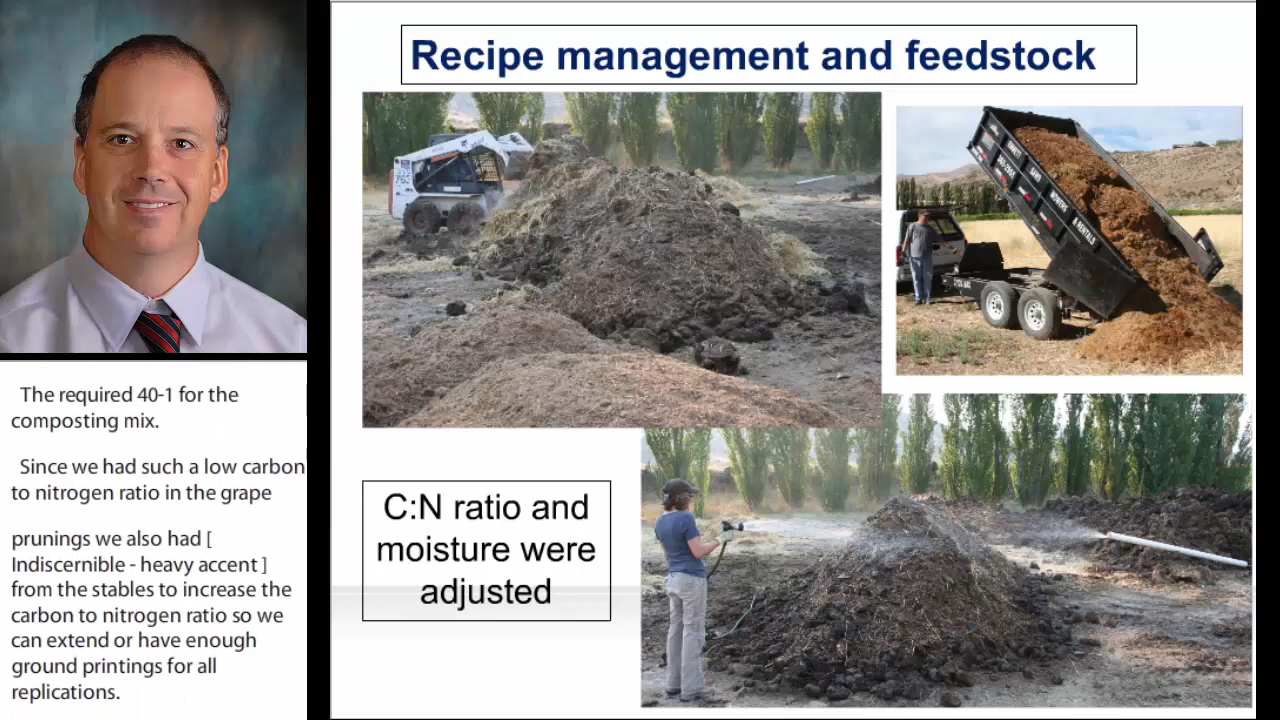 Recipe management and feedstock
C:N ratio and
moisture were
adjusted
The required 40-1 for the
composting mix.
Since we had such a low carbon
to nitrogen ratio in the grape
prunings we also had [
Indiscernible - heavy accent ]
from the stables to increase the
carbon to nitrogen ratio so we
can extend or have enough
ground printings for all
replications.